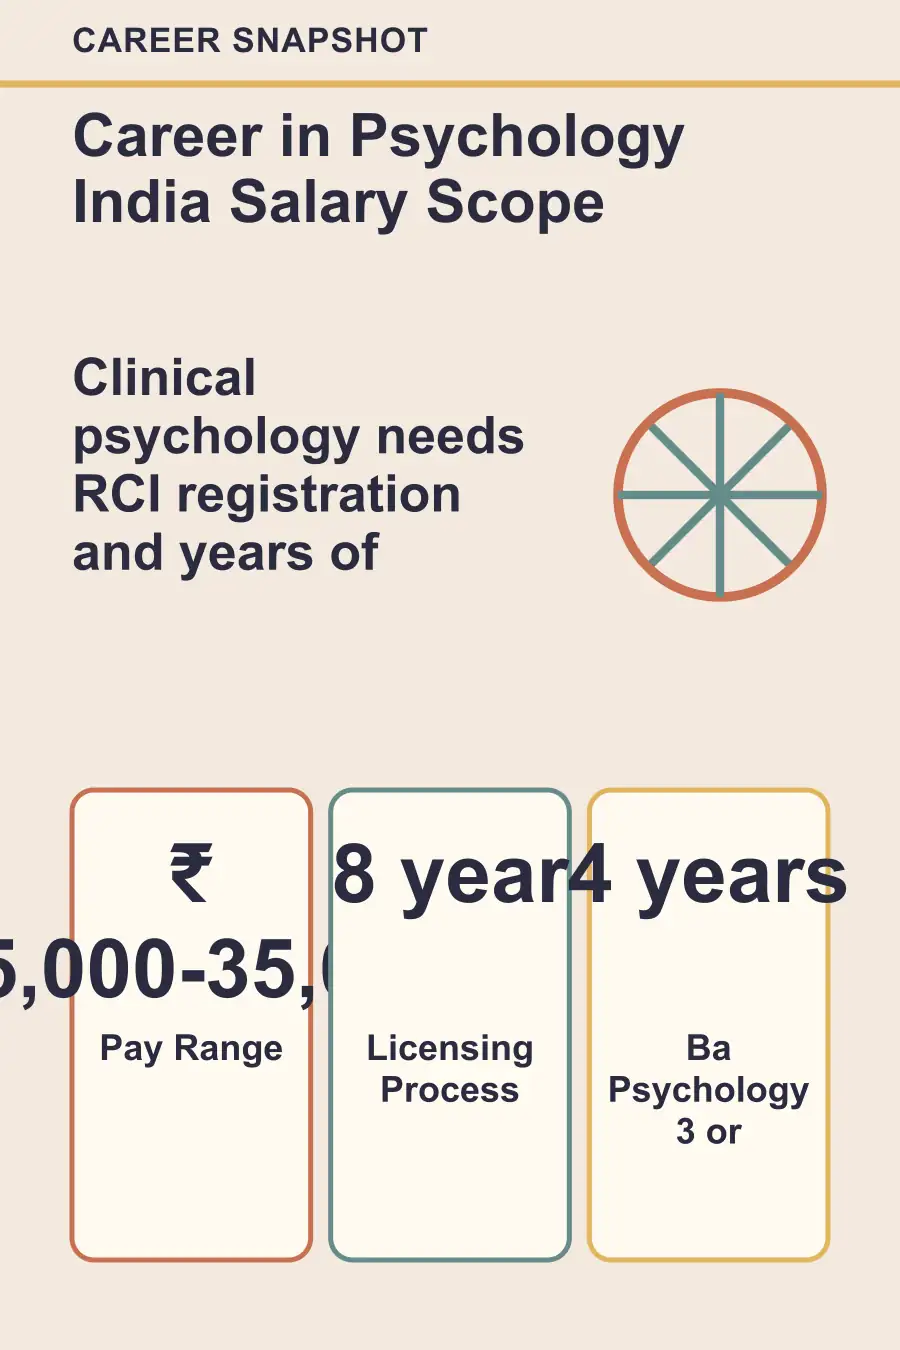 CAREER SNAPSHOT
Career in Psychology
India Salary Scope
Clinical
psychology needs
RCI registration
and years of
₹
5,000-35,
Pay Range
8 year
Licensing
Process
4 years
Ba
Psychology
3 or